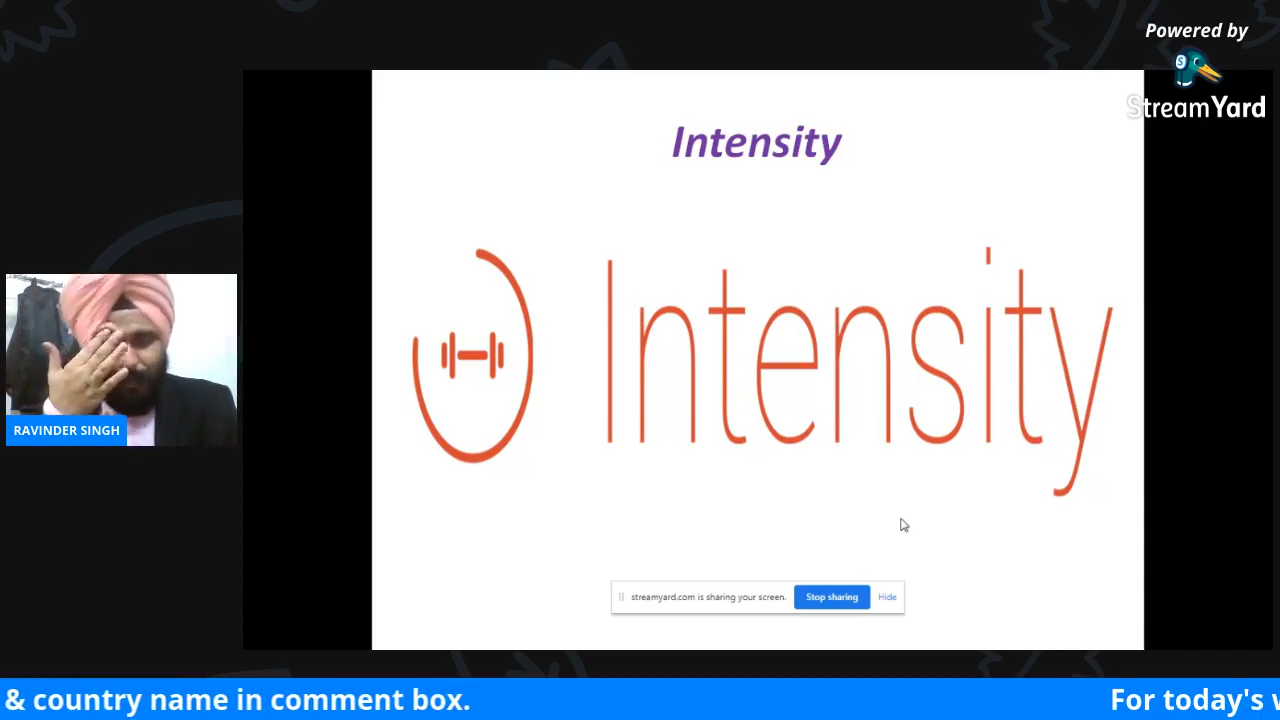 Powered by
StreamYard
Intensity
Intensity
RAVINDER SINGH
streamyard.com is sharing your screen.
Stop sharing
Hide
& country name in comment box.
For today's